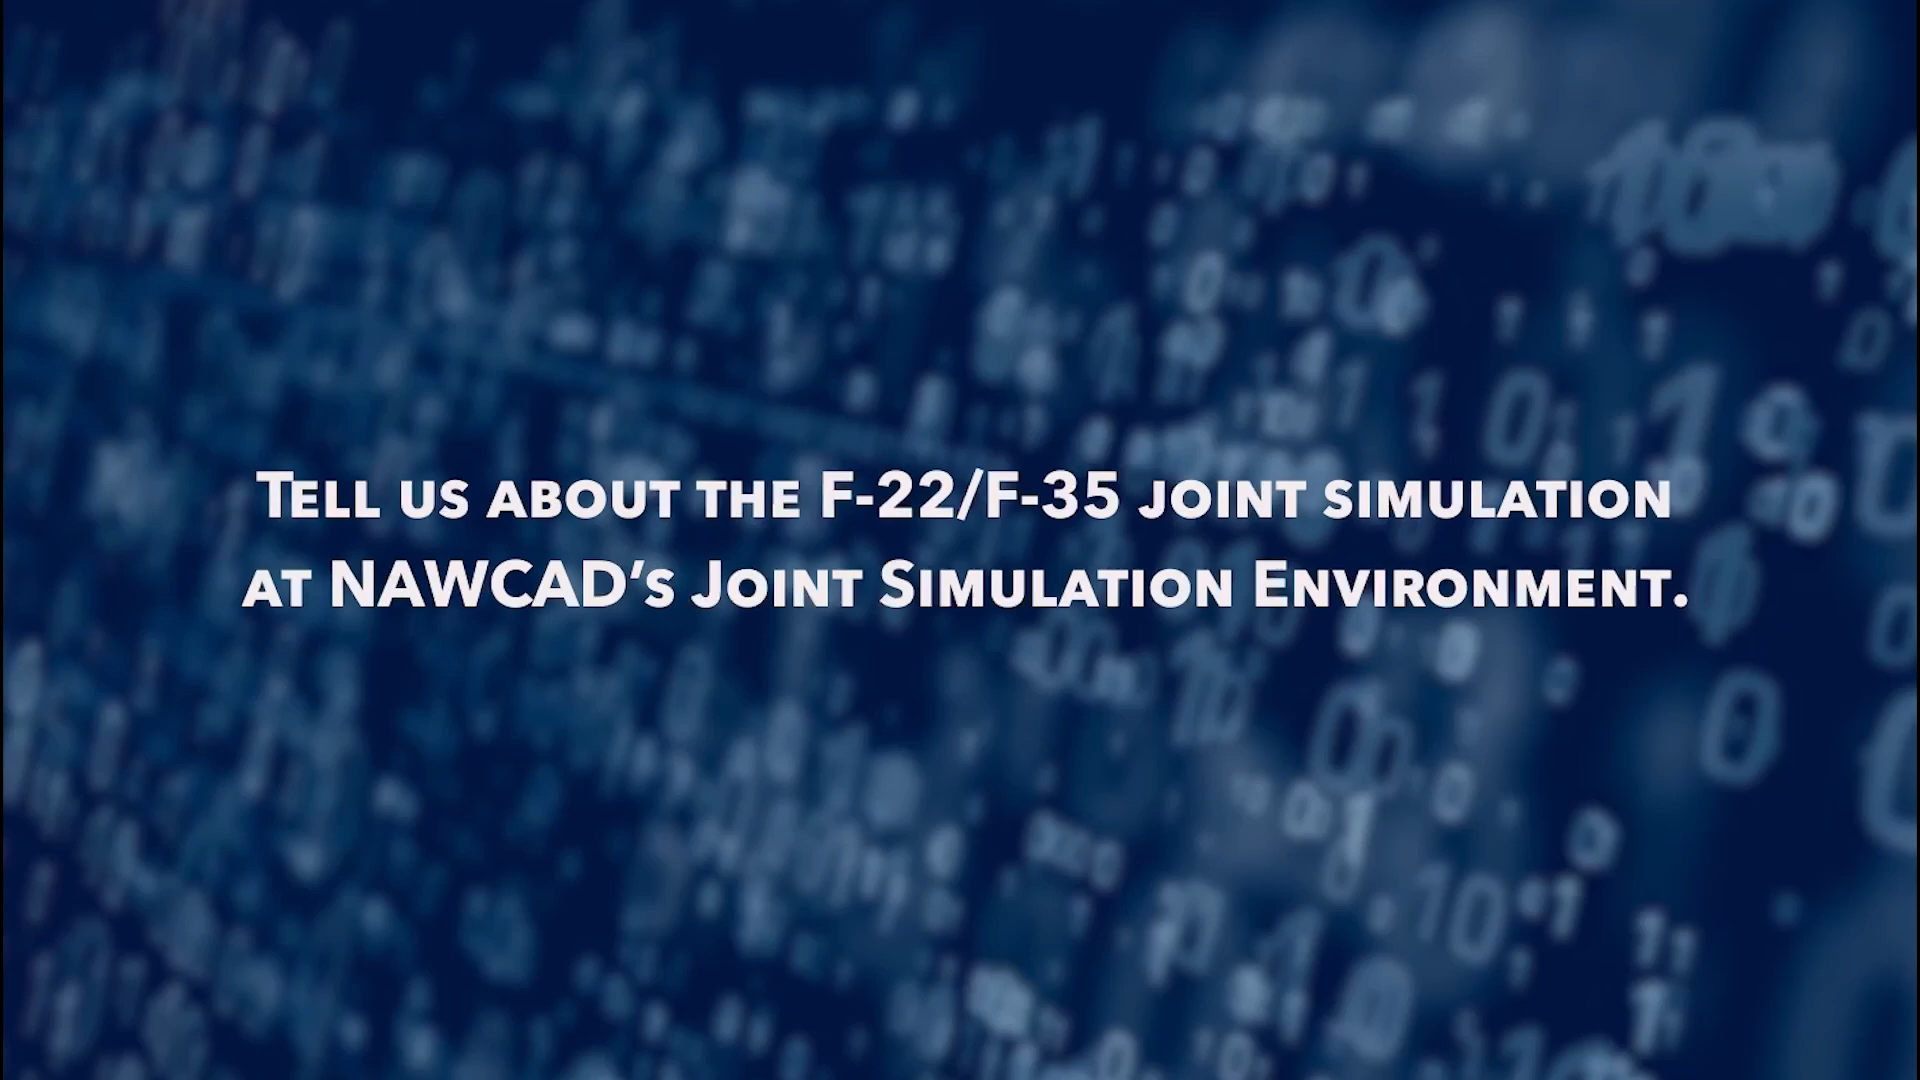 Tell us about the F-22/F-35 joint simulation
at NAWCAD's Joint Simulation Environment.